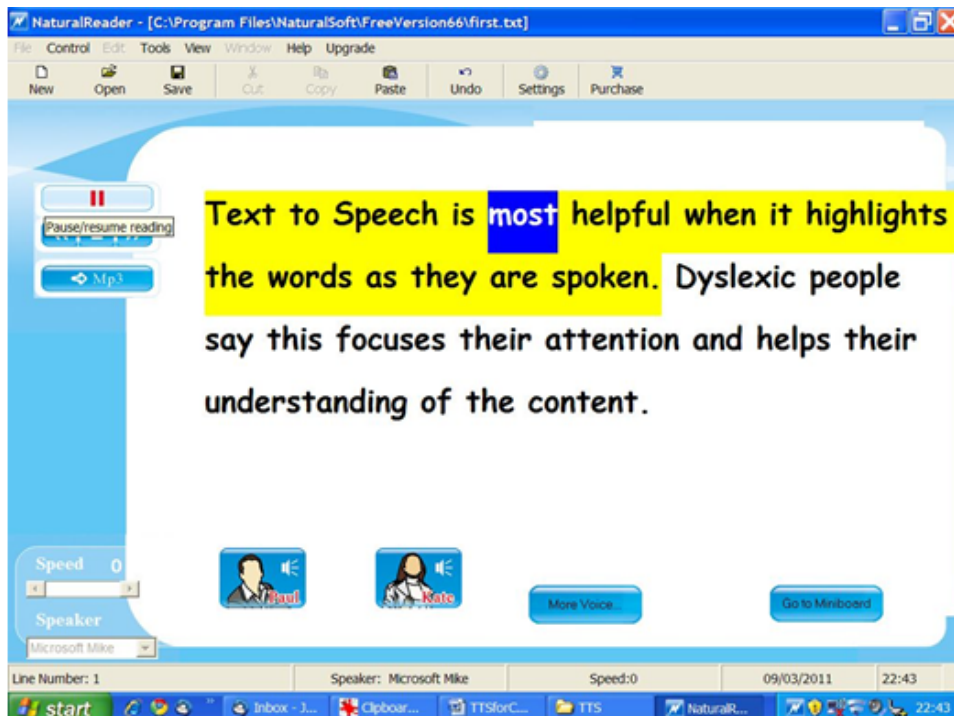 NaturalReader - [C:\Program Files\NaturalSoft\FreeVersion66\first.txt]
File Control Edit Tools View Window Help Upgrade
New Open Save Cut Copy Paste Undo Settings Purchase
Pause/resume reading
Mp3
Text to Speech is most helpful when it highlights
the words as they are spoken. Dyslexic people
say this focuses their attention and helps their
understanding of the content.
Speed 0
Speaker
Microsoft Mike
Paul
Kate
More Voice...
Go to Miniboard
Line Number: 1 Speaker: Microsoft Mike Speed:0 09/03/2011 22:43
start Inbox - J... Clipboar... TTSforC... TTS NaturalR... 22:43